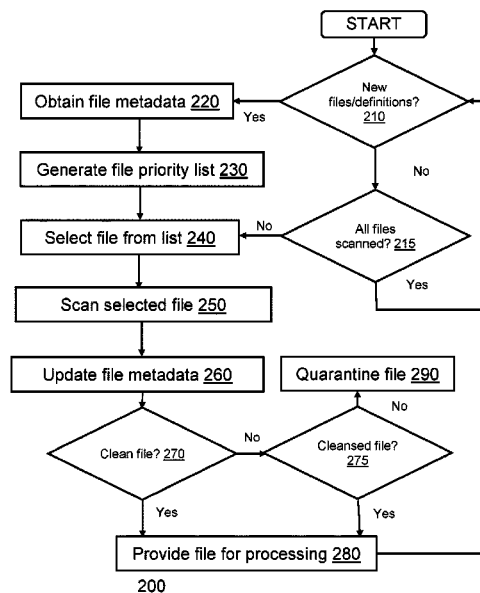 START
New
files/definitions?
210
Obtain file metadata 220
Yes
No
Generate file priority list 230
All files
scanned? 215
No
Select file from list 240
Yes
Scan selected file 250
Update file metadata 260
Quarantine file 290
No
Clean file? 270
No
Cleansed file?
275
Yes
Yes
Provide file for processing 280
200